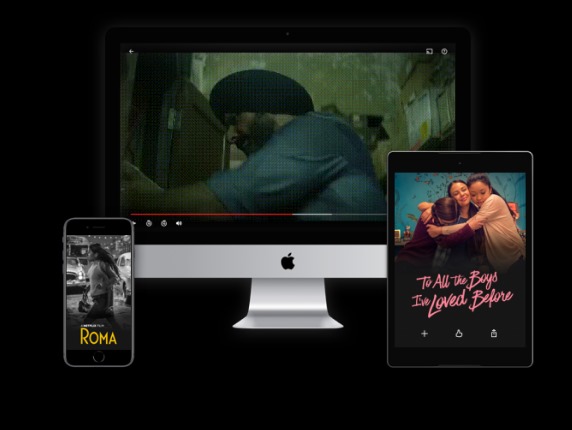 A NETFLIX FILM
ROMA
To All the Boys
I've Loved Before